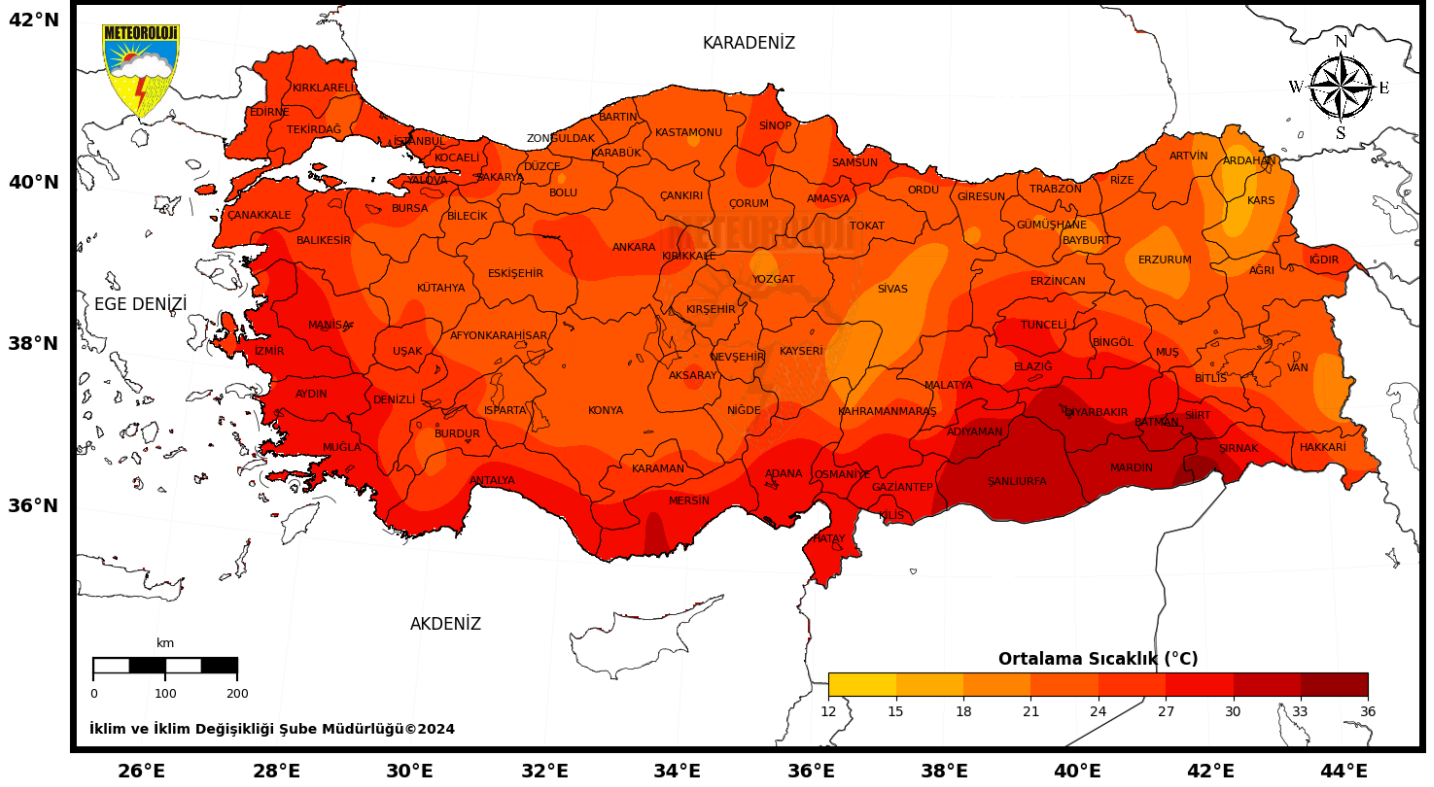 42°N
40°N
38°N
36°N
METEOROLOJİ
KARADENİZ
N
W E
S
KIRKLARELİ
EDİRNE
TEKİRDAĞ
İSTANBUL
KOCAELİ
YALOVA
SAKARYA
DÜZCE
ZONGULDAK
BARTIN
KARABÜK
KASTAMONU
SİNOP
SAMSUN
ORDU
GİRESUN
TRABZON
RİZE
ARTVİN
ARDAHAN
KARS
ÇANAKKALE
BURSA
BİLECİK
BOLU
ÇANKIRI
ÇORUM
AMASYA
TOKAT
GÜMÜŞHANE
BAYBURT
ERZURUM
AĞRI
IĞDIR
BALIKESİR
ESKİŞEHİR
ANKARA
KIRIKKALE
METEOROLOJİ
YOZGAT
SİVAS
ERZİNCAN
EGE DENİZİ
KÜTAHYA
MANİSA
İZMİR
UŞAK
AFYONKARAHİSAR
KIRŞEHİR
NEVŞEHİR
KAYSERİ
AKSARAY
TUNCELİ
BİNGÖL
MUŞ
ELAZIĞ
BİTLİS
VAN
AYDIN
DENİZLİ
ISPARTA
KONYA
NİĞDE
MALATYA
KAHRAMANMARAŞ
DİYARBAKIR
BATMAN
SİİRT
MUĞLA
BURDUR
ADIYAMAN
ŞIRNAK
HAKKARİ
ANTALYA
KARAMAN
MERSİN
ADANA
OSMANİYE
GAZİANTEP
ŞANLIURFA
MARDİN
KİLİS
HATAY
AKDENİZ
km
0 100 200
Ortalama Sıcaklık (°C)
12 15 18 21 24 27 30 33 36
İklim ve İklim Değişikliği Şube Müdürlüğü©2024
26°E 28°E 30°E 32°E 34°E 36°E 38°E 40°E 42°E 44°E